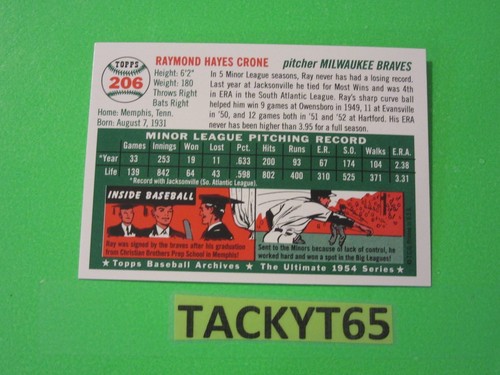 TOPPS
206
RAYMOND HAYES CRONE
pitcher MILWAUKEE BRAVES
Height: 6'2"
Weight: 180
Throws Right
Bats Right
Home: Memphis, Tenn.
Born: August 7, 1931
In 5 Minor League seasons, Ray never has had a losing record.
Last year at Jacksonville he tied for Most Wins and was 4th
in ERA in the South Atlantic League. Ray's sharp curve ball
helped him win 9 games at Owensboro in 1949, 11 at Evansville
in '50, and 12 games both in '51 & '52 at Hartford. His ERA
never has been higher than 3.95 for a full season.
MINOR LEAGUE PITCHING RECORD
Games Innings Won Lost Pct. Hits Runs E.R. S.O. Walks E.R.A.
*Year 33 253 19 11 .633 200 93 67 174 104 2.38
Life 139 842 64 43 .598 802 400 310 525 371 3.31
*Record with Jacksonville (So. Atlantic League).
INSIDE BASEBALL
Ray was signed by the braves after his graduation
from Christian Brothers Prep School in Memphis!
Sent to the Minors because of lack of control, he
worked hard and won a spot in the Big Leagues!
★ Topps Baseball Archives ★ The Ultimate 1954 Series ★
TACKYT65